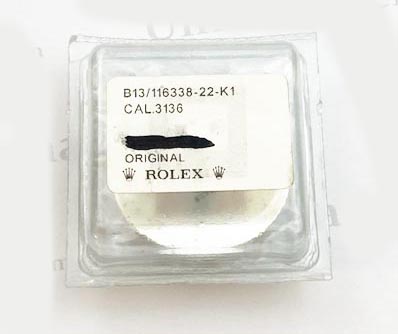 B13/116338-22-K1
CAL.3136
ORIGINAL
ROLEX